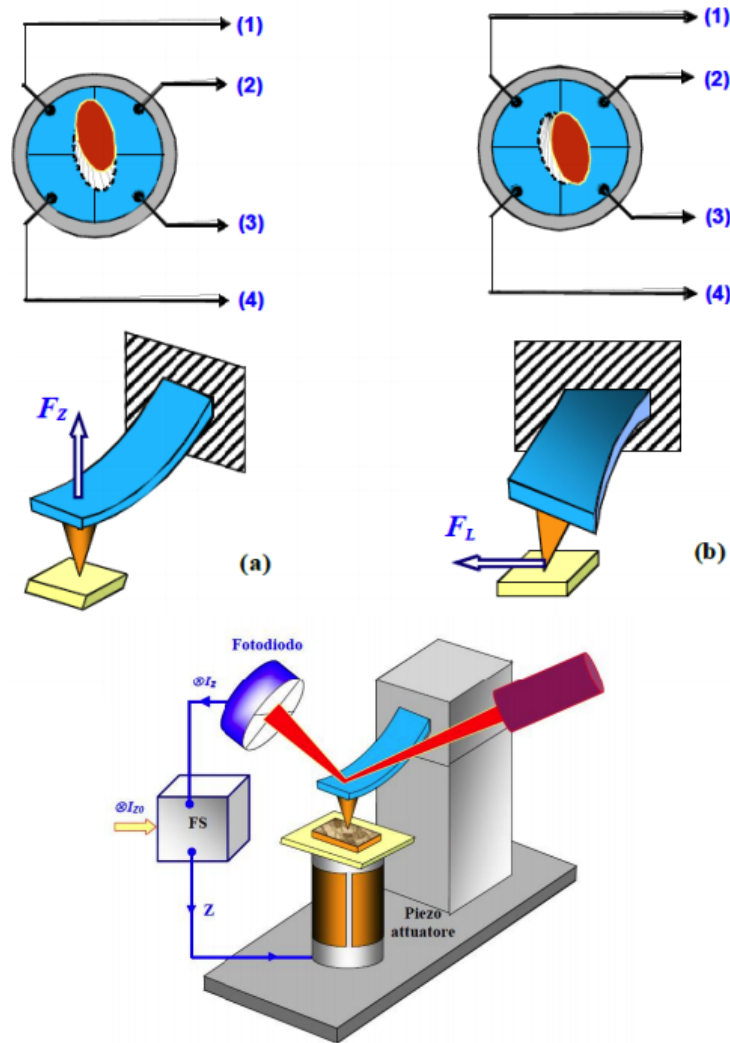 (1)
(2)
(3)
(4)
F_Z
(a)
(1)
(2)
(3)
(4)
F_L
(b)
Fotodiodo
⊗I_Z
⊗I_Z0
FS
Z
Piezo
attuatore